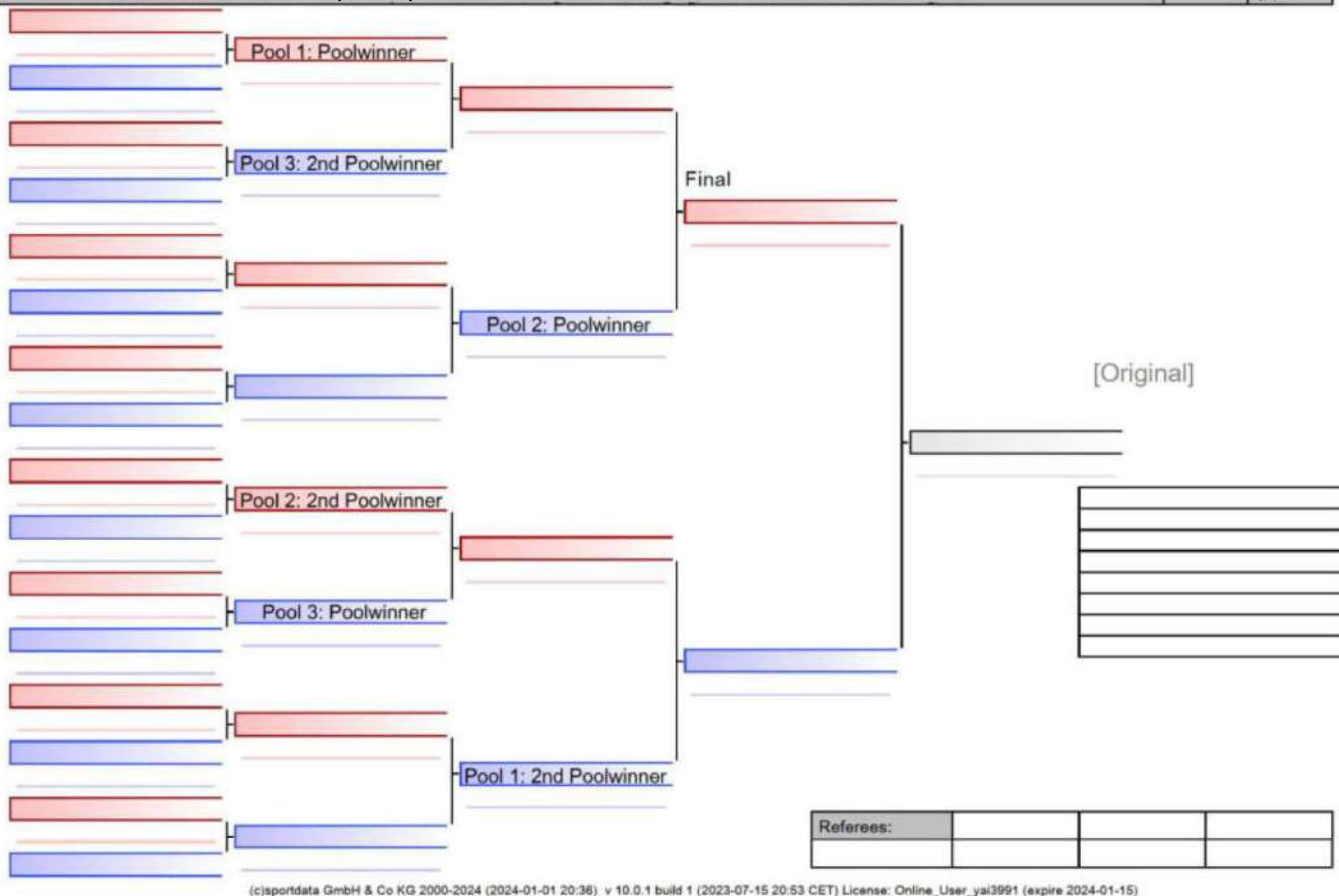 Pool 1: Poolwinner
Pool 3: 2nd Poolwinner
Final
Pool 2: Poolwinner
[Original]
Pool 2: 2nd Poolwinner
Pool 3: Poolwinner
Pool 1: 2nd Poolwinner
Referees:
(c)sportdata GmbH & Co KG 2000-2024 (2024-01-01 20:36) v 10.0.1 build 1 (2023-07-15 20:53 CET) License: Online_User_yai3991 (expire 2024-01-15)